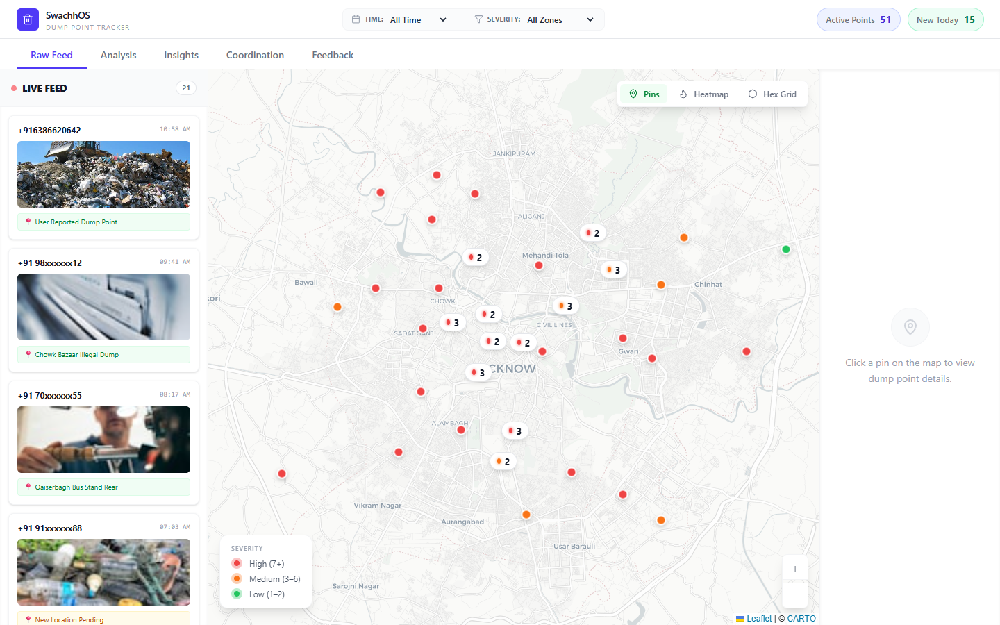 SwachhOS
DUMP POINT TRACKER
TIME: All Time
SEVERITY: All Zones
Active Points 51
New Today 15
Raw Feed
Analysis
Insights
Coordination
Feedback
LIVE FEED
21
+916386620642
10:58 AM
User Reported Dump Point
+91 98xxxxxx12
09:41 AM
Chowk Bazaar Illegal Dump
+91 70xxxxxx55
08:17 AM
Qaiserbagh Bus Stand Rear
+91 91xxxxxx88
07:03 AM
New Location Pending
Pins
Heatmap
Hex Grid
JANKIPURAM
ALIGANJ
2
Mehandi Tola
2
3
Bawali
Chinhat
kori
CHOWK
3
2
3
CIVIL LINES
SADAT GANJ
2
2
Gwari
3
CKNOW
ALAMBAGH
3
2
Vikram Nagar
Aurangabad
Usar Barauli
Sarojni Nagar
SEVERITY
High (7+)
Medium (3–6)
Low (1–2)
+
−
Leaflet | © CARTO
Click a pin on the map to view
dump point details.